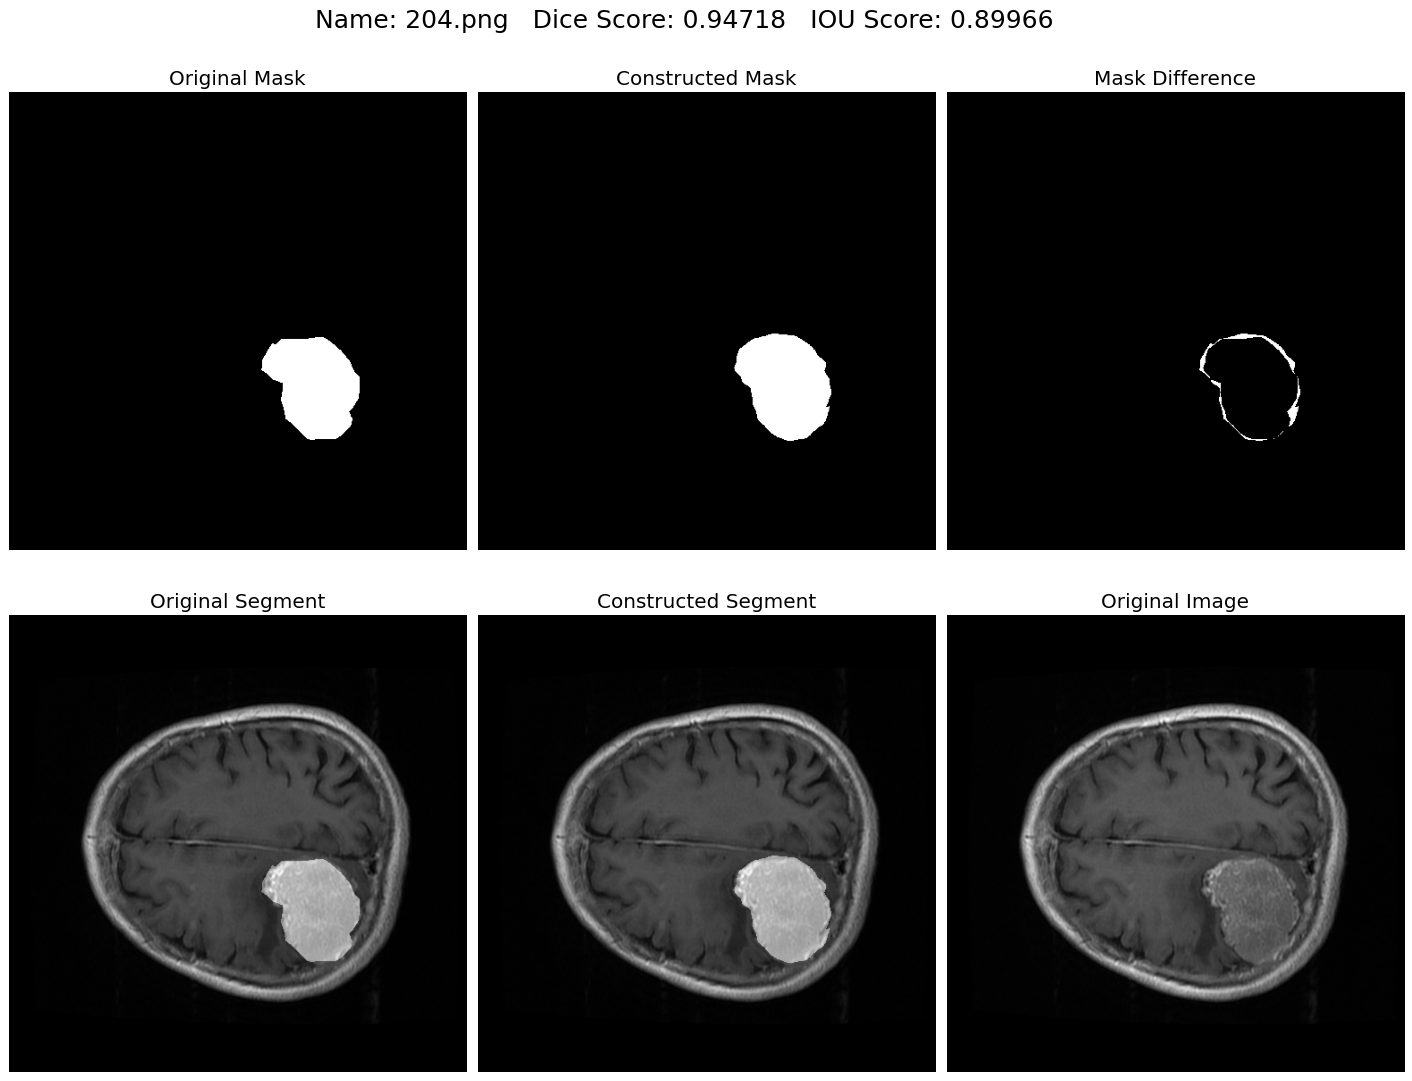 Name: 204.png   Dice Score: 0.94718   IOU Score: 0.89966
Original Mask
Constructed Mask
Mask Difference
Original Segment
Constructed Segment
Original Image